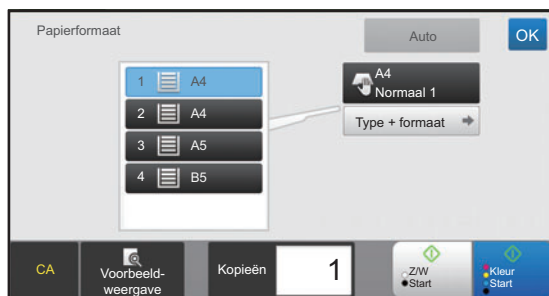 Papierformaat
Auto
OK
1 A4
2 A4
3 A5
4 B5
A4
Normaal 1
Type + formaat
CA
Voorbeeld-
weergave
Kopieën
1
Z/W
Start
Kleur
Start